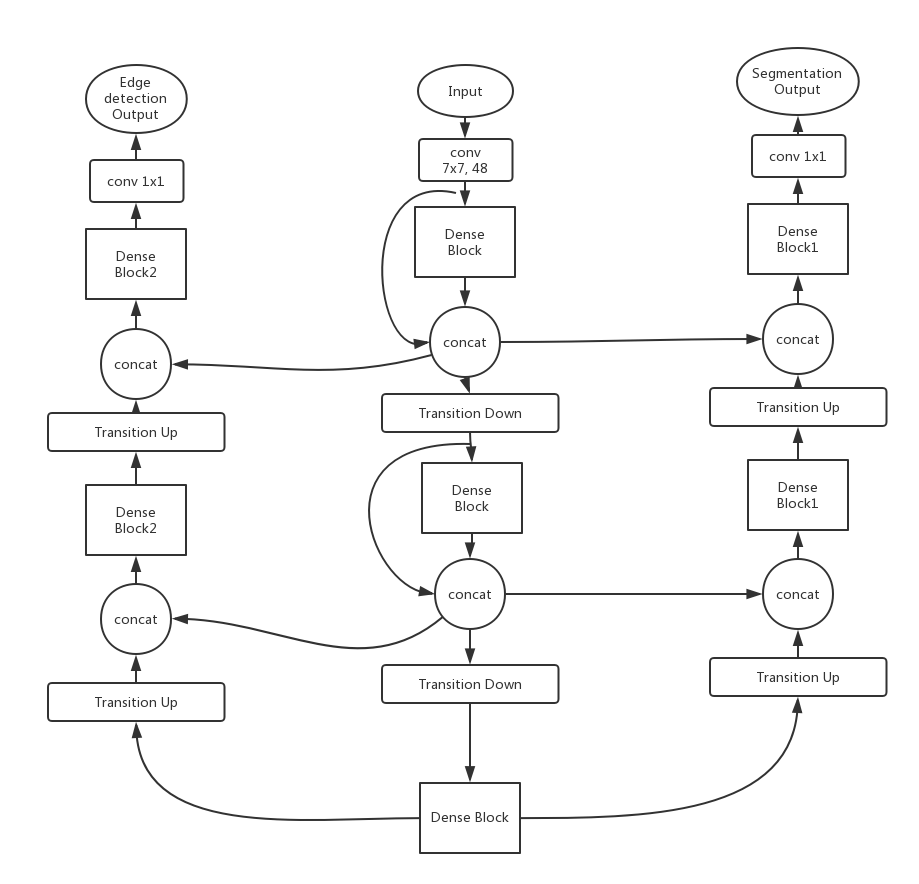 Edge
detection
Output
conv 1x1
Dense
Block2
concat
Transition Up
Dense
Block2
concat
Transition Up
Input
conv
7x7, 48
Dense
Block
concat
Transition Down
Dense
Block
concat
Transition Down
Dense Block
Segmentation
Output
conv 1x1
Dense
Block1
concat
Transition Up
Dense
Block1
concat
Transition Up